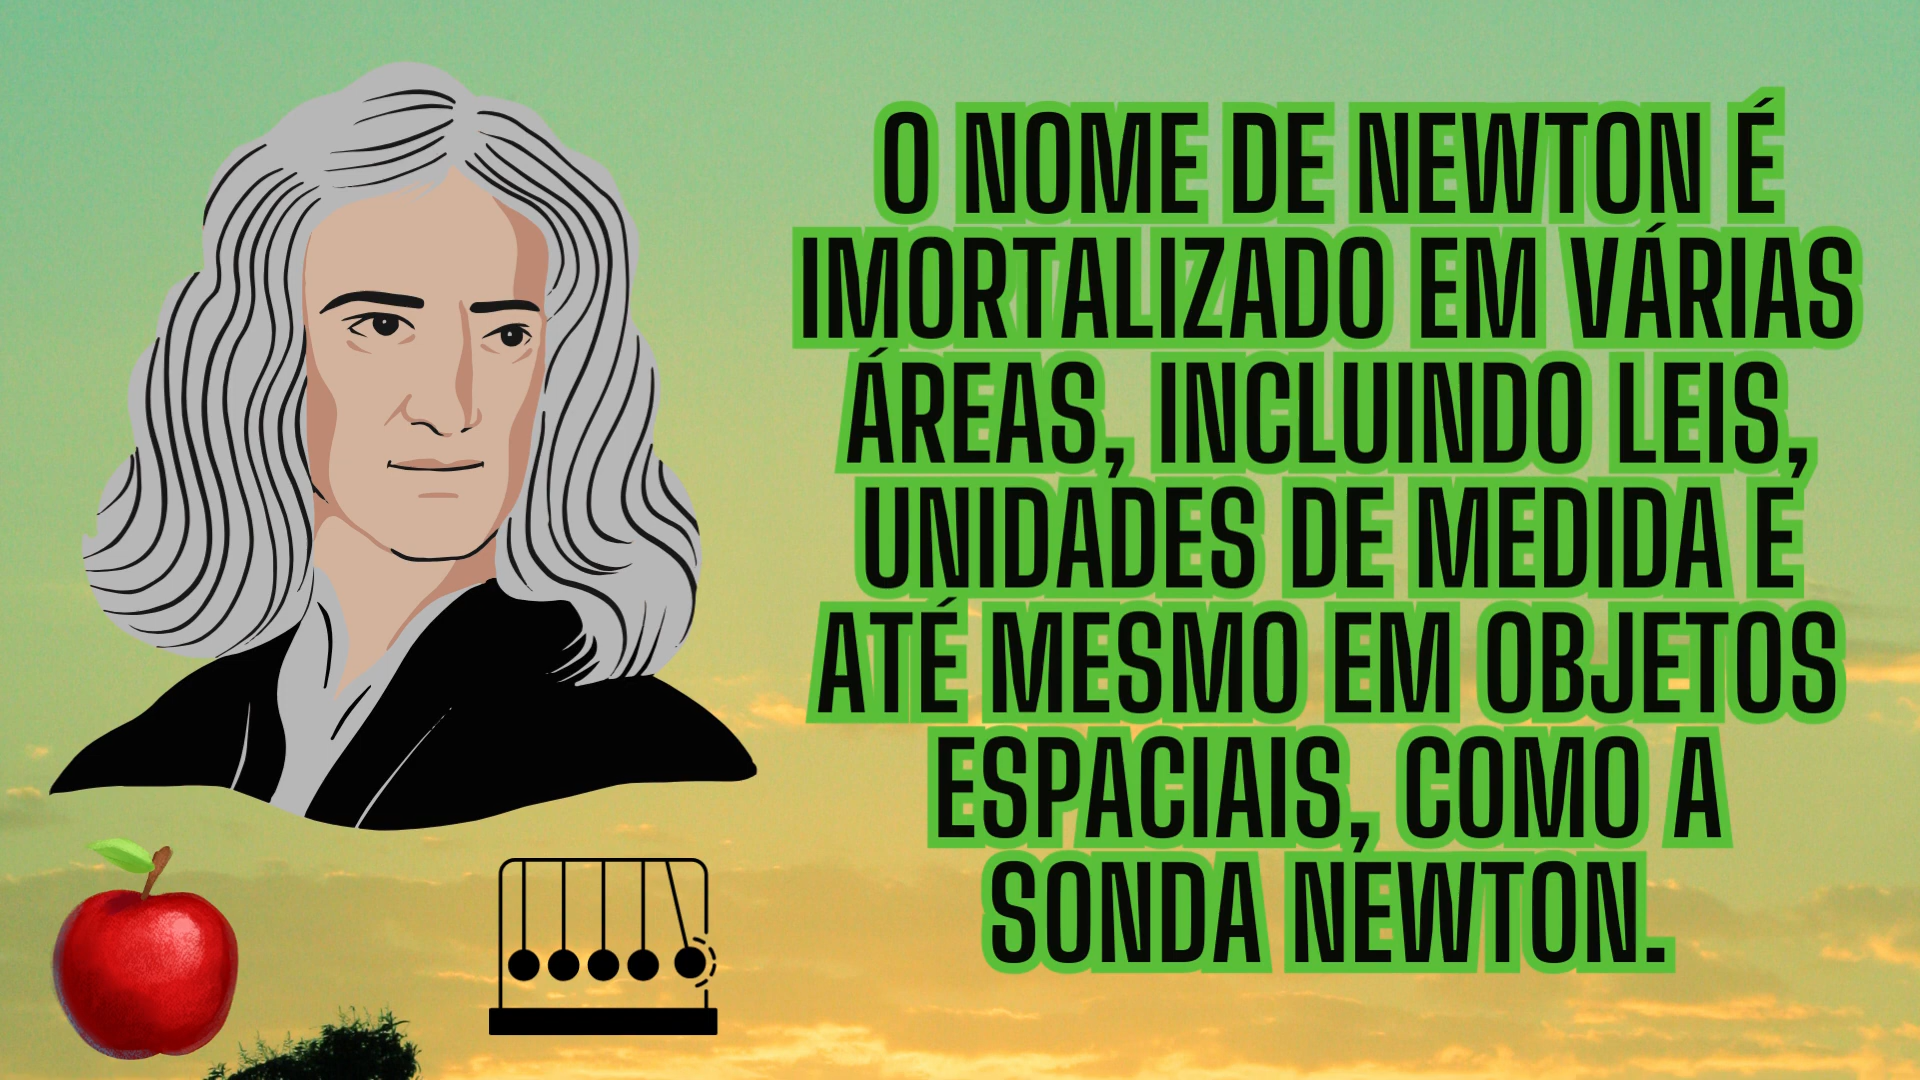 O NOME DE NEWTON É
IMORTALIZADO EM VÁRIAS
ÁREAS, INCLUINDO LEIS,
UNIDADES DE MEDIDA E
ATÉ MESMO EM OBJETOS
ESPACIAIS, COMO A
SONDA NEWTON.